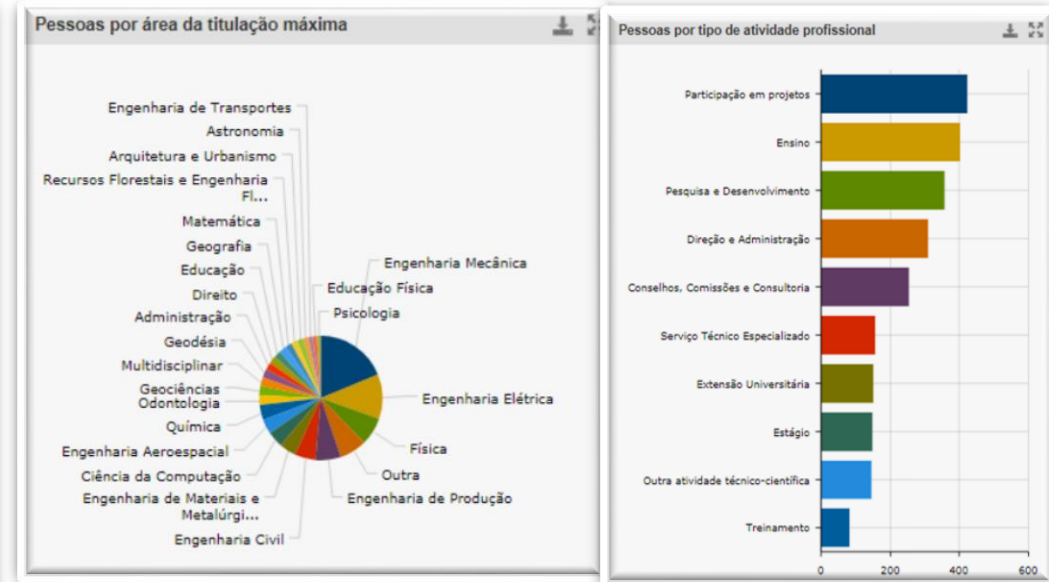 Pessoas por área da titulação máxima
Engenharia de Transportes
Astronomia
Arquitetura e Urbanismo
Recursos Florestais e Engenharia
Fl...
Matemática
Geografia
Educação
Direito
Administração
Geodésia
Multidisciplinar
Geociências
Odontologia
Química
Engenharia Aeroespacial
Ciência da Computação
Engenharia de Materiais e
Metalúrgi...
Engenharia Civil
Engenharia Mecânica
Educação Física
Psicologia
Engenharia Elétrica
Física
Outra
Engenharia de Produção
Pessoas por tipo de atividade profissional
Participação em projetos
Ensino
Pesquisa e Desenvolvimento
Direção e Administração
Conselhos, Comissões e Consultoria
Serviço Técnico Especializado
Extensão Universitária
Estágio
Outra atividade técnico-científica
Treinamento
0 200 400 600